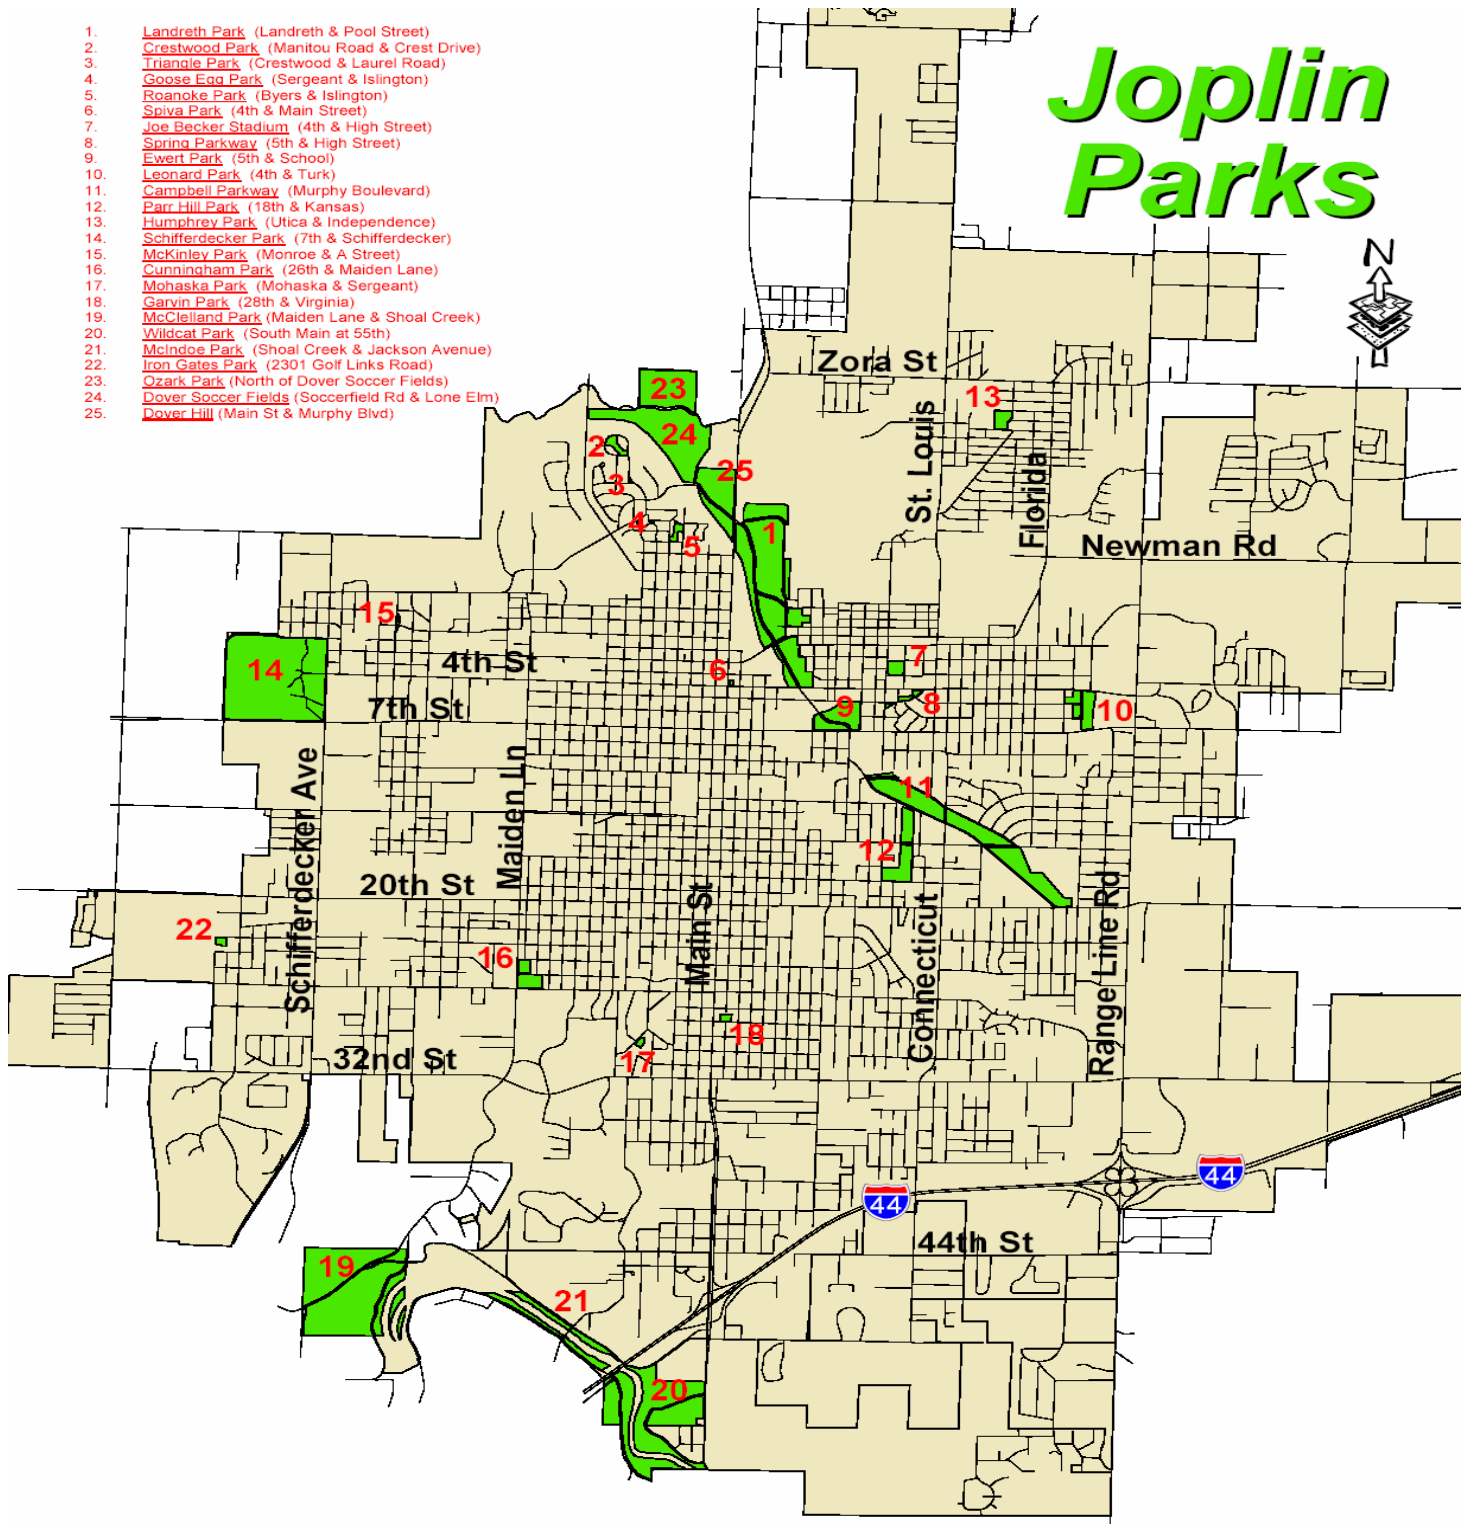 1. Landreth Park (Landreth & Pool Street)
2. Crestwood Park (Manitou Road & Crest Drive)
3. Triangle Park (Crestwood & Laurel Road)
4. Goose Egg Park (Sergeant & Islington)
5. Roanoke Park (Byers & Islington)
6. Spiva Park (4th & Main Street)
7. Joe Becker Stadium (4th & High Street)
8. Spring Parkway (5th & High Street)
9. Ewert Park (5th & School)
10. Leonard Park (4th & Turk)
11. Campbell Parkway (Murphy Boulevard)
12. Parr Hill Park (18th & Kansas)
13. Humphrey Park (Utica & Independence)
14. Schifferdecker Park (7th & Schifferdecker)
15. McKinley Park (Monroe & A Street)
16. Cunningham Park (26th & Maiden Lane)
17. Mohaska Park (Mohaska & Sergeant)
18. Garvin Park (28th & Virginia)
19. McClelland Park (Maiden Lane & Shoal Creek)
20. Wildcat Park (South Main at 55th)
21. McIndoe Park (Shoal Creek & Jackson Avenue)
22. Iron Gates Park (2301 Golf Links Road)
23. Ozark Park (North of Dover Soccer Fields)
24. Dover Soccer Fields (Soccerfield Rd & Lone Elm)
25. Dover Hill (Main St & Murphy Blvd)
Joplin
Parks
N
Zora St
23
13
24
2
25
St. Louis
Florida
3
4
1
5
Newman Rd
15
14
4th St
6
7
7th St
9
8
10
Schifferdecker Ave
Maiden Ln
11
12
20th St
Main St
Connecticut
Range Line Rd
22
16
18
32nd St
17
44
44
44th St
19
21
20